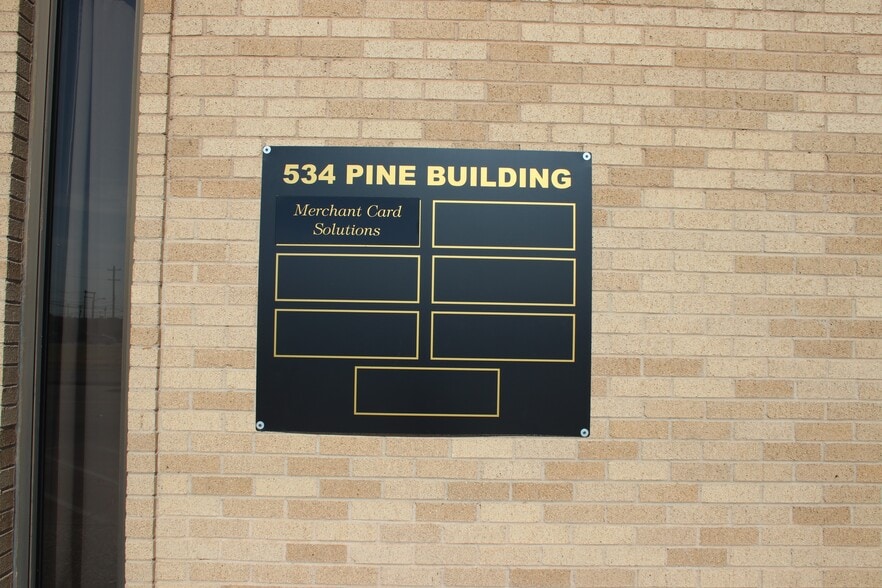 534 PINE BUILDING
Merchant Card
Solutions